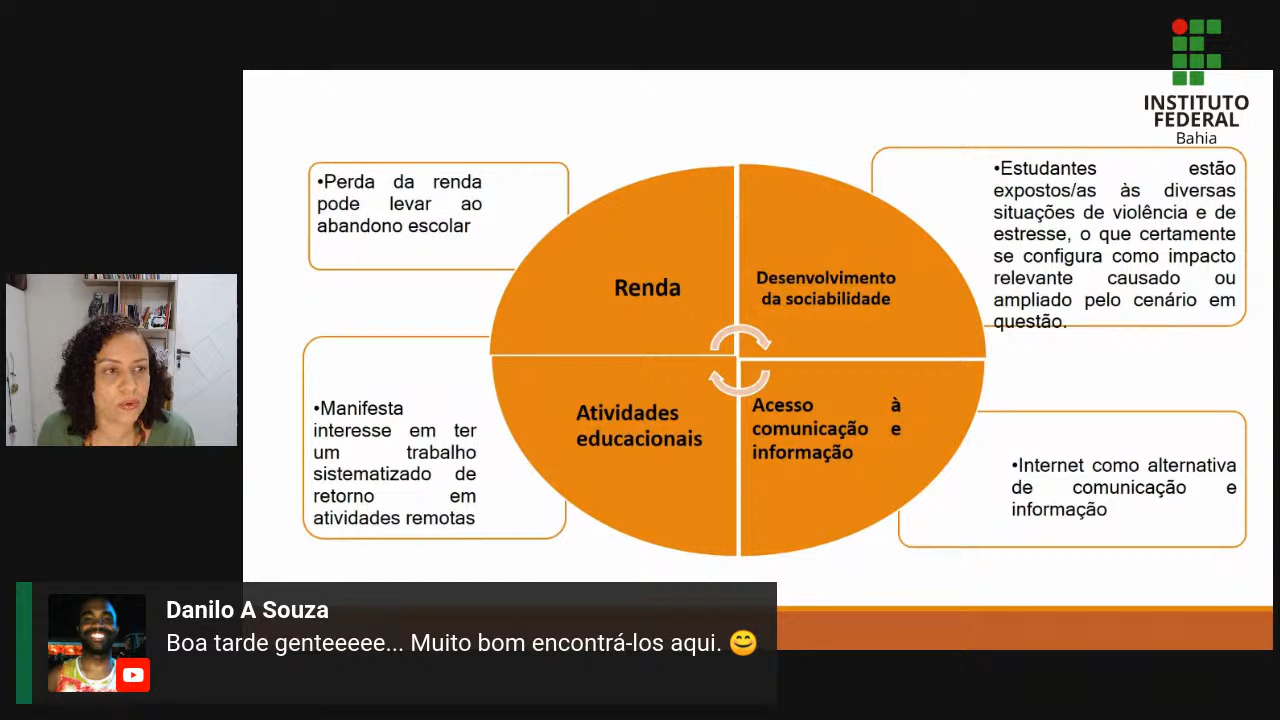 INSTITUTO
FEDERAL
Bahia
•Perda da renda
pode levar ao
abandono escolar
•Estudantes estão
expostos/as às diversas
situações de violência e de
estresse, o que certamente
se configura como impacto
relevante causado ou
ampliado pelo cenário em
questão.
Renda
Desenvolvimento
da sociabilidade
Atividades
educacionais
Acesso à
comunicação e
informação
•Manifesta
interesse em ter
um trabalho
sistematizado de
retorno em
atividades remotas
•Internet como alternativa
de comunicação e
informação
Danilo A Souza
Boa tarde genteeeee... Muito bom encontrá-los aqui. 😊